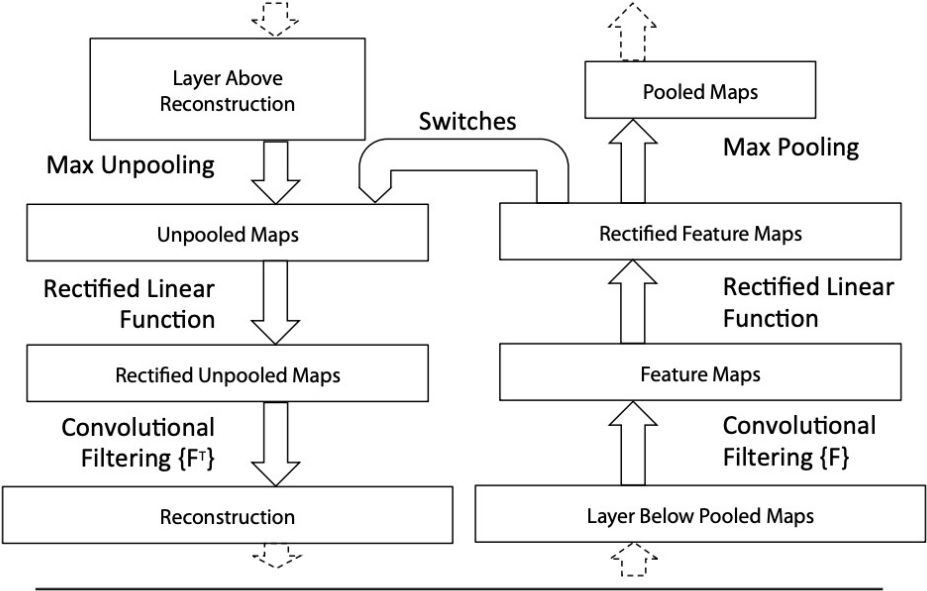 Layer Above
Reconstruction
Pooled Maps
Switches
Max Unpooling
Max Pooling
Unpooled Maps
Rectified Feature Maps
Rectified Linear
Function
Rectified Linear
Function
Rectified Unpooled Maps
Feature Maps
Convolutional
Filtering {Fᵀ}
Convolutional
Filtering {F}
Reconstruction
Layer Below Pooled Maps